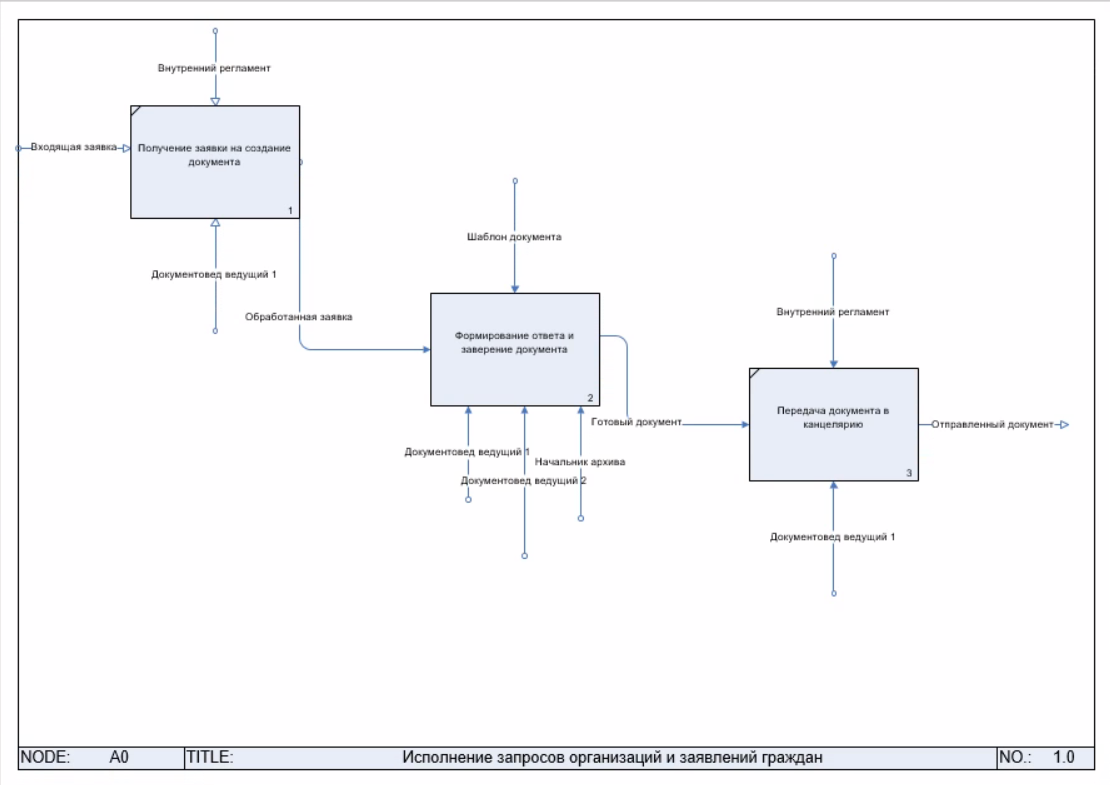 Внутренний регламент
Входящая заявка
Получение заявки на создание
документа
1
Документовед ведущий 1
Обработанная заявка
Шаблон документа
Формирование ответа и
заверение документа
2
Документовед ведущий 1
Начальник архива
Документовед ведущий 2
Готовый документ
Внутренний регламент
Передача документа в
канцелярию
3
Отправленный документ
Документовед ведущий 1
NODE: A0 TITLE: Исполнение запросов организаций и заявлений граждан NO.: 1.0